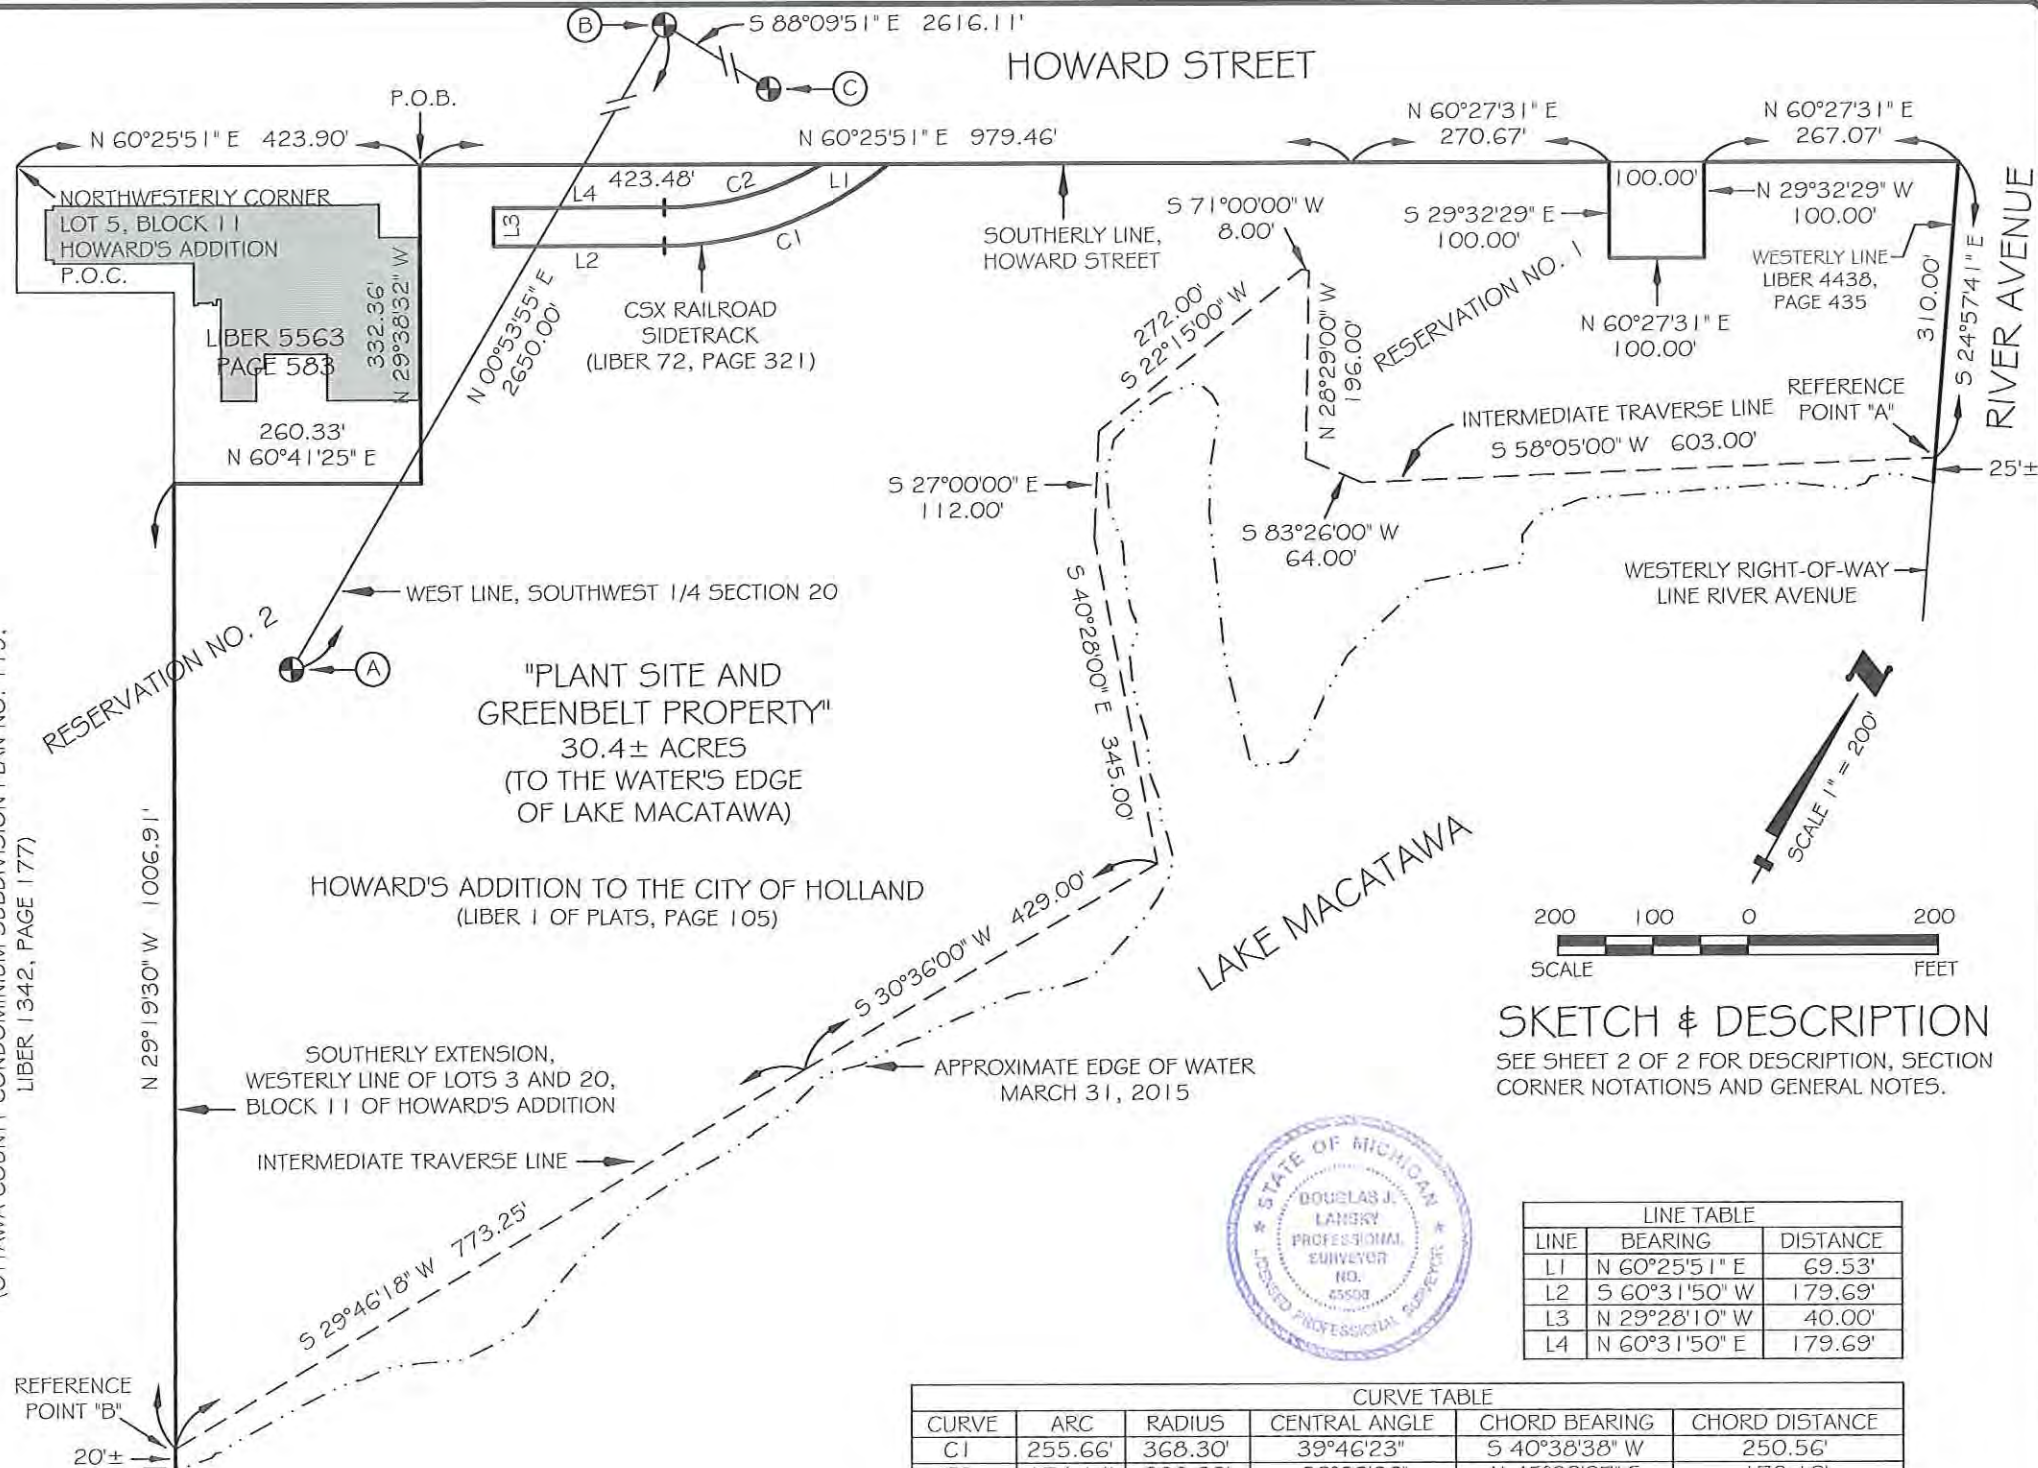 B
S 88°09'51" E 2616.11'
C
HOWARD STREET
P.O.B.
N 60°25'51" E 423.90'
N 60°25'51" E 979.46'
N 60°27'31" E
270.67'
N 60°27'31" E
267.07'
NORTHWESTERLY CORNER
LOT 5, BLOCK 11
HOWARD'S ADDITION
P.O.C.
LIBER 5563
PAGE 583
332.36'
N 29°38'32" W
260.33'
N 60°41'25" E
L4
423.48'
C2
L1
L3
L2
C1
CSX RAILROAD
SIDETRACK
(LIBER 72, PAGE 321)
N 00°53'55" E
2650.00'
SOUTHERLY LINE,
HOWARD STREET
S 71°00'00" W
8.00'
100.00'
S 29°32'29" E
100.00'
N 29°32'29" W
100.00'
WESTERLY LINE
LIBER 4438,
PAGE 435
N 60°27'31" E
100.00'
RESERVATION NO. 1
310.00'
S 24°57'41" E
RIVER AVENUE
272.00'
S 22°15'00" W
N 28°29'00" W
196.00'
INTERMEDIATE TRAVERSE LINE
S 58°05'00" W 603.00'
REFERENCE
POINT "A"
25'±
S 27°00'00" E
112.00'
S 83°26'00" W
64.00'
WESTERLY RIGHT-OF-WAY
LINE RIVER AVENUE
WEST LINE, SOUTHWEST 1/4 SECTION 20
A
RESERVATION NO. 2
"PLANT SITE AND
GREENBELT PROPERTY"
30.4± ACRES
(TO THE WATER'S EDGE
OF LAKE MACATAWA)
S 40°28'00" E 345.00'
N
SCALE 1" = 200'
HOWARD'S ADDITION TO THE CITY OF HOLLAND
(LIBER 1 OF PLATS, PAGE 105)
LIBER 1342, PAGE 177)
N 29°19'30" W 1006.91'
S 30°36'00" W 429.00'
LAKE MACATAWA
200 100 0 200
SCALE FEET
SKETCH & DESCRIPTION
SEE SHEET 2 OF 2 FOR DESCRIPTION, SECTION
CORNER NOTATIONS AND GENERAL NOTES.
SOUTHERLY EXTENSION,
WESTERLY LINE OF LOTS 3 AND 20,
BLOCK 11 OF HOWARD'S ADDITION
APPROXIMATE EDGE OF WATER
MARCH 31, 2015
INTERMEDIATE TRAVERSE LINE
S 29°46'18" W 773.25'
STATE OF MICHIGAN
DOUGLAS J.
LANSKY
PROFESSIONAL
SURVEYOR
NO.
LICENSED PROFESSIONAL SURVEYOR
LINE TABLE
LINE BEARING DISTANCE
L1 N 60°25'51" E 69.53'
L2 S 60°31'50" W 179.69'
L3 N 29°28'10" W 40.00'
L4 N 60°31'50" E 179.69'
REFERENCE
POINT "B"
20'±
CURVE TABLE
CURVE ARC RADIUS CENTRAL ANGLE CHORD BEARING CHORD DISTANCE
C1 255.66' 368.30' 39°46'23" S 40°38'38" W 250.56'